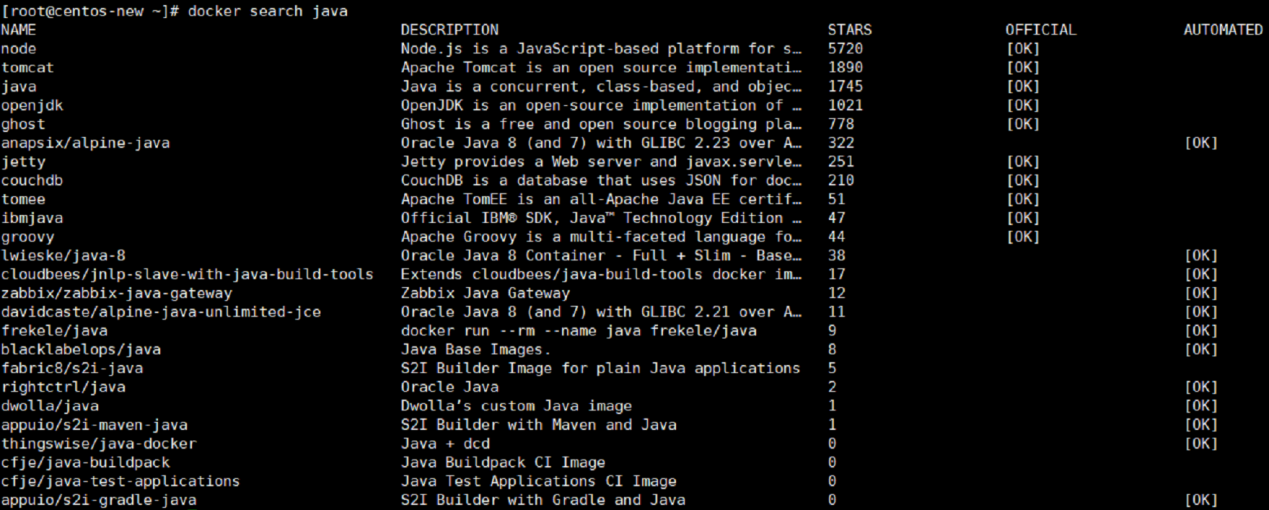 [root@centos-new ~]# docker search java
NAME DESCRIPTION STARS OFFICIAL AUTOMATED
node Node.js is a JavaScript-based platform for s… 5720 [OK]
tomcat Apache Tomcat is an open source implementati… 1890 [OK]
java Java is a concurrent, class-based, and objec… 1745 [OK]
openjdk OpenJDK is an open-source implementation of … 1021 [OK]
ghost Ghost is a free and open source blogging pla… 778 [OK]
anapsix/alpine-java Oracle Java 8 (and 7) with GLIBC 2.23 over A… 322 [OK]
jetty Jetty provides a Web server and javax.servle… 251 [OK]
couchdb CouchDB is a database that uses JSON for doc… 210 [OK]
tomee Apache TomEE is an all-Apache Java EE certif… 51 [OK]
ibmjava Official IBM® SDK, Java™ Technology Edition … 47 [OK]
groovy Apache Groovy is a multi-faceted language fo… 44 [OK]
lwieske/java-8 Oracle Java 8 Container - Full + Slim - Base… 38 [OK]
cloudbees/jnlp-slave-with-java-build-tools Extends cloudbees/java-build-tools docker im… 17 [OK]
zabbix/zabbix-java-gateway Zabbix Java Gateway 12 [OK]
davidcaste/alpine-java-unlimited-jce Oracle Java 8 (and 7) with GLIBC 2.21 over A… 11 [OK]
frekele/java docker run --rm --name java frekele/java 9 [OK]
blacklabelops/java Java Base Images. 8 [OK]
fabric8/s2i-java S2I Builder Image for plain Java applications 5
rightctrl/java Oracle Java 2 [OK]
dwolla/java Dwolla's custom Java image 1 [OK]
appuio/s2i-maven-java S2I Builder with Maven and Java 1 [OK]
thingswise/java-docker Java + dcd 0 [OK]
cfje/java-buildpack Java Buildpack CI Image 0
cfje/java-test-applications Java Test Applications CI Image 0
appuio/s2i-gradle-java S2I Builder with Gradle and Java 0 [OK]